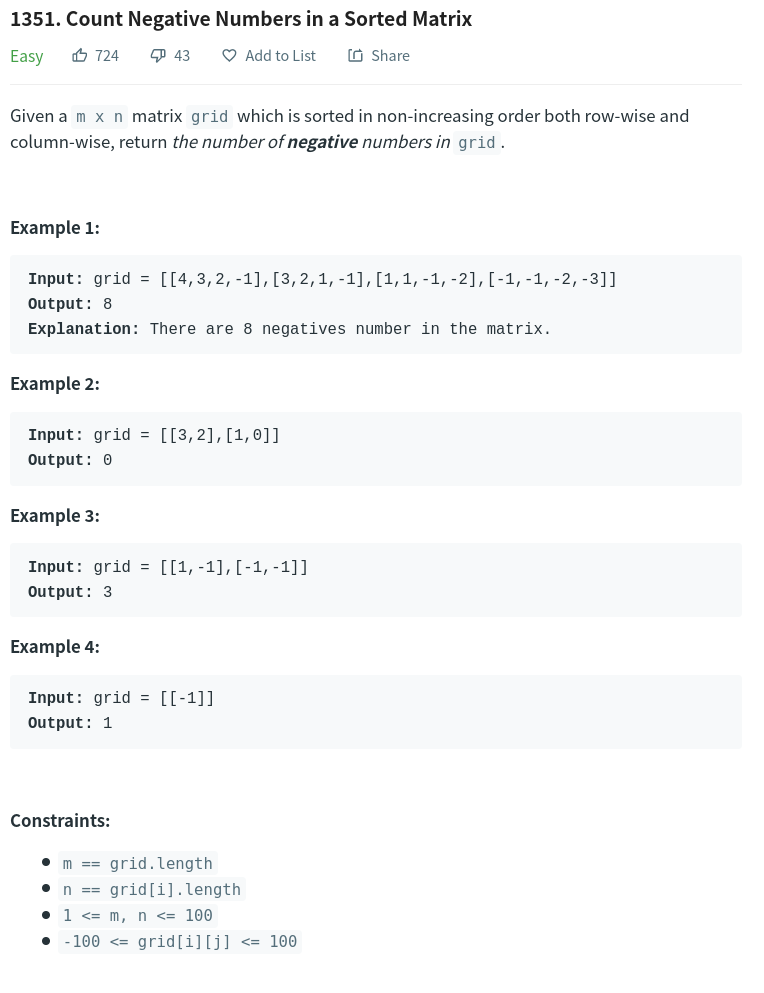 1351. Count Negative Numbers in a Sorted Matrix
Easy 724 43 Add to List Share
Given a m x n matrix grid which is sorted in non-increasing order both row-wise and
column-wise, return the number of negative numbers in grid.
Example 1:
Input: grid = [[4,3,2,-1],[3,2,1,-1],[1,1,-1,-2],[-1,-1,-2,-3]]
Output: 8
Explanation: There are 8 negatives number in the matrix.
Example 2:
Input: grid = [[3,2],[1,0]]
Output: 0
Example 3:
Input: grid = [[1,-1],[-1,-1]]
Output: 3
Example 4:
Input: grid = [[-1]]
Output: 1
Constraints:
• m == grid.length
• n == grid[i].length
• 1 <= m, n <= 100
• -100 <= grid[i][j] <= 100